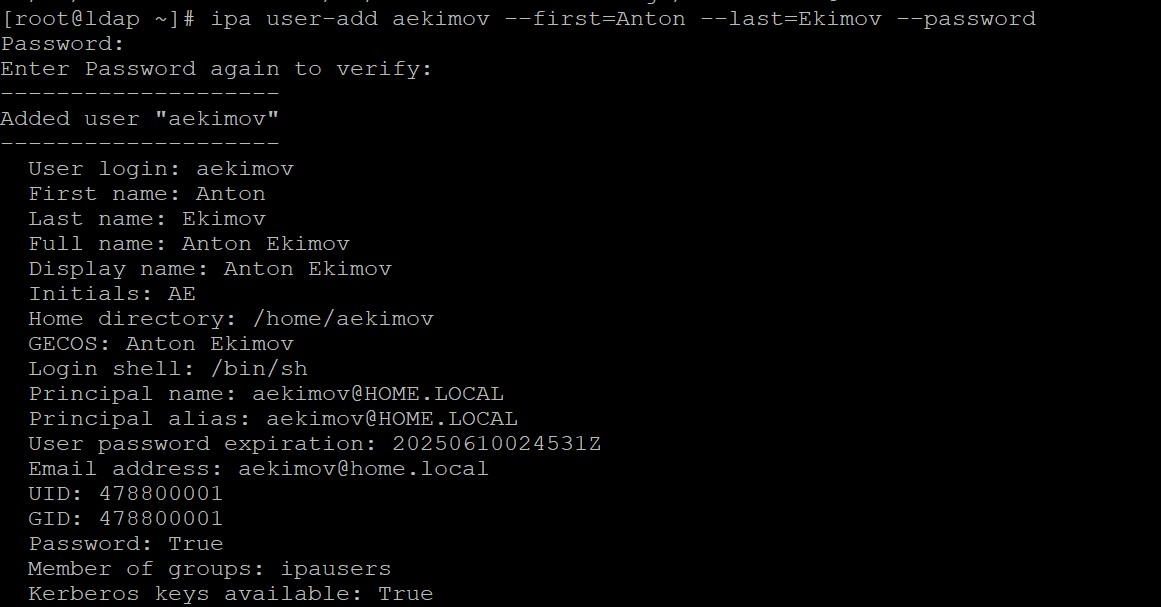 [root@ldap ~]# ipa user-add aekimov --first=Anton --last=Ekimov --password
Password:
Enter Password again to verify:
--------------------
Added user "aekimov"
--------------------
  User login: aekimov
  First name: Anton
  Last name: Ekimov
  Full name: Anton Ekimov
  Display name: Anton Ekimov
  Initials: AE
  Home directory: /home/aekimov
  GECOS: Anton Ekimov
  Login shell: /bin/sh
  Principal name: aekimov@HOME.LOCAL
  Principal alias: aekimov@HOME.LOCAL
  User password expiration: 20250610024531Z
  Email address: aekimov@home.local
  UID: 478800001
  GID: 478800001
  Password: True
  Member of groups: ipausers
  Kerberos keys available: True